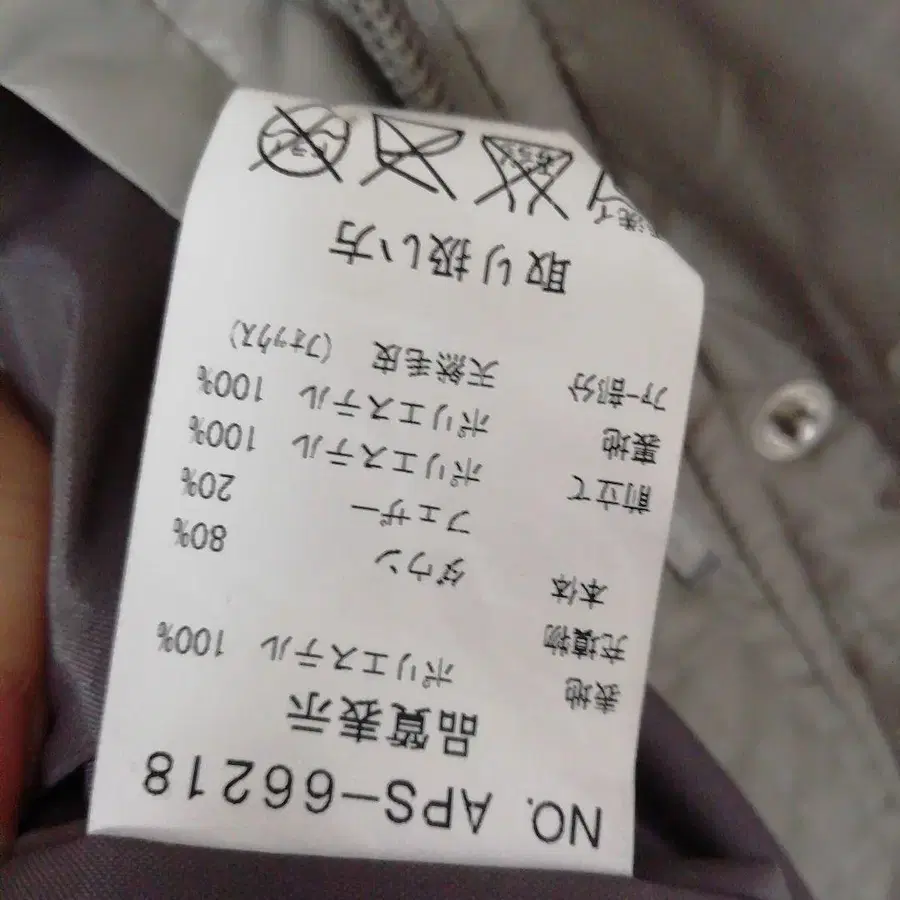 NO. APS-66218
品質表示
表地 ポリエステル 100%
充填物
本体 ダウン 80%
フェザー 20%
前立て ポリエステル 100%
裏地 ポリエステル 100%
ファー部分 天然毛皮 (フォックス)
取り扱い方
ドライ